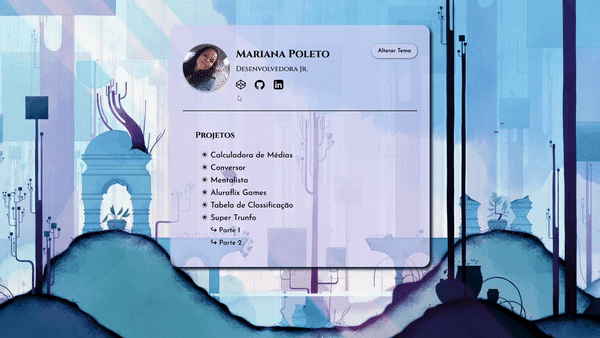 Mariana Poleto
Alterar Tema
Desenvolvedora Jr.
Projetos
Calculadora de Médias
Conversor
Mentalista
Aluraflix Games
Tabela de Classificação
Super Trunfo
Parte 1
Parte 2